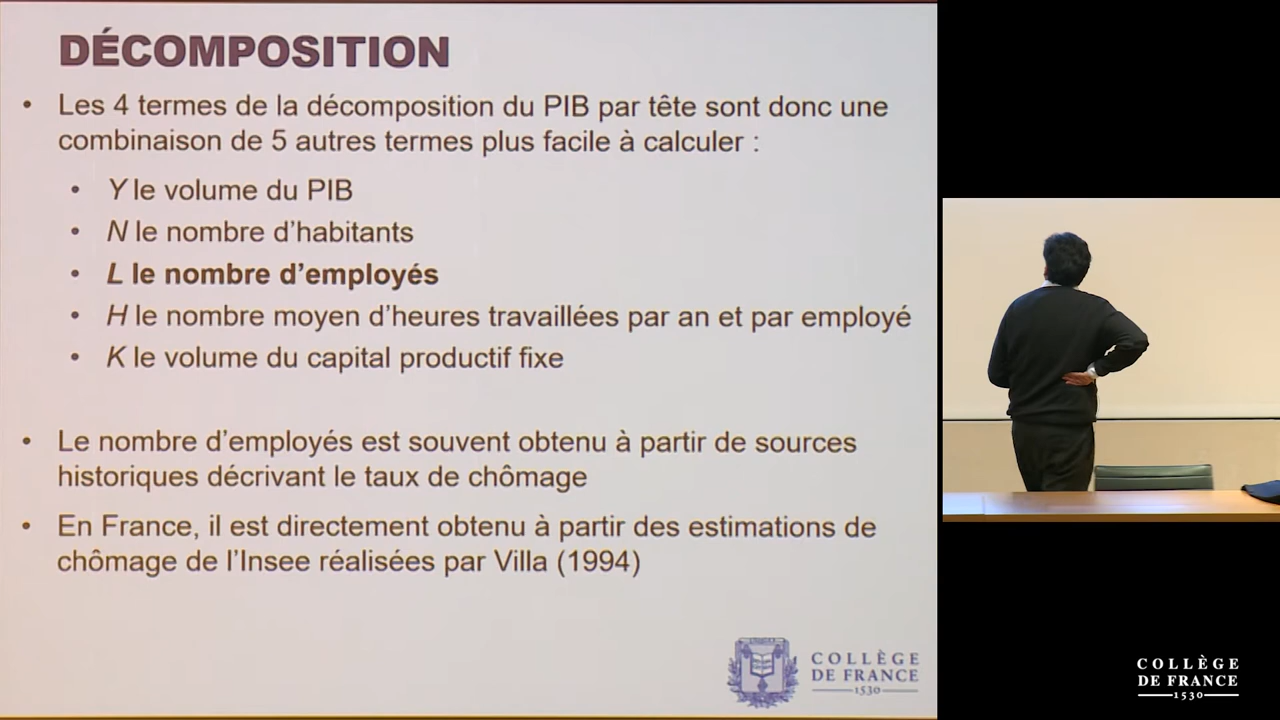 DÉCOMPOSITION
• Les 4 termes de la décomposition du PIB par tête sont donc une
combinaison de 5 autres termes plus facile à calculer :
• Y le volume du PIB
• N le nombre d'habitants
• L le nombre d'employés
• H le nombre moyen d'heures travaillées par an et par employé
• K le volume du capital productif fixe
• Le nombre d'employés est souvent obtenu à partir de sources
historiques décrivant le taux de chômage
• En France, il est directement obtenu à partir des estimations de
chômage de l'Insee réalisées par Villa (1994)
COLLÈGE
DE FRANCE
1530
COLLÈGE
DE FRANCE
1530